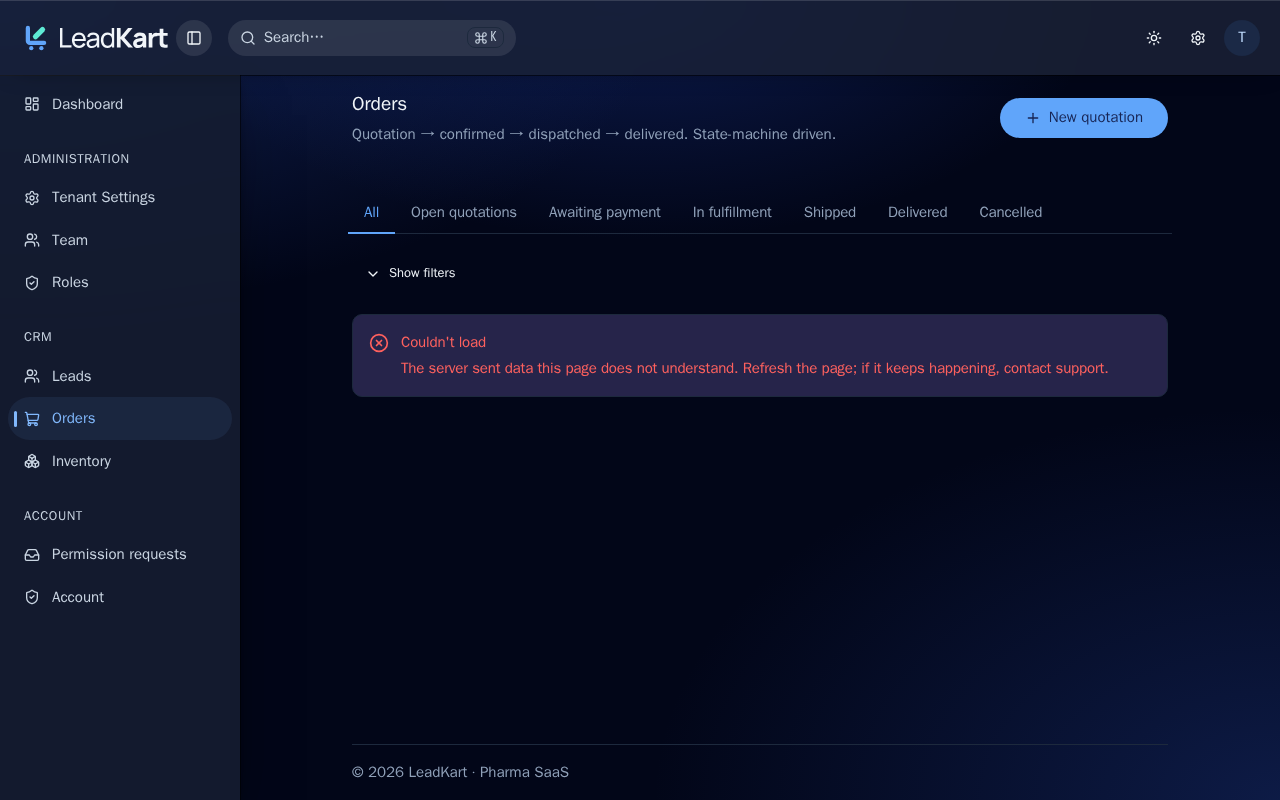 LeadKart
Search…
⌘K
T
Dashboard
ADMINISTRATION
Tenant Settings
Team
Roles
CRM
Leads
Orders
Inventory
ACCOUNT
Permission requests
Account
Orders
Quotation → confirmed → dispatched → delivered. State-machine driven.
New quotation
All
Open quotations
Awaiting payment
In fulfillment
Shipped
Delivered
Cancelled
Show filters
Couldn't load
The server sent data this page does not understand. Refresh the page; if it keeps happening, contact support.
© 2026 LeadKart · Pharma SaaS